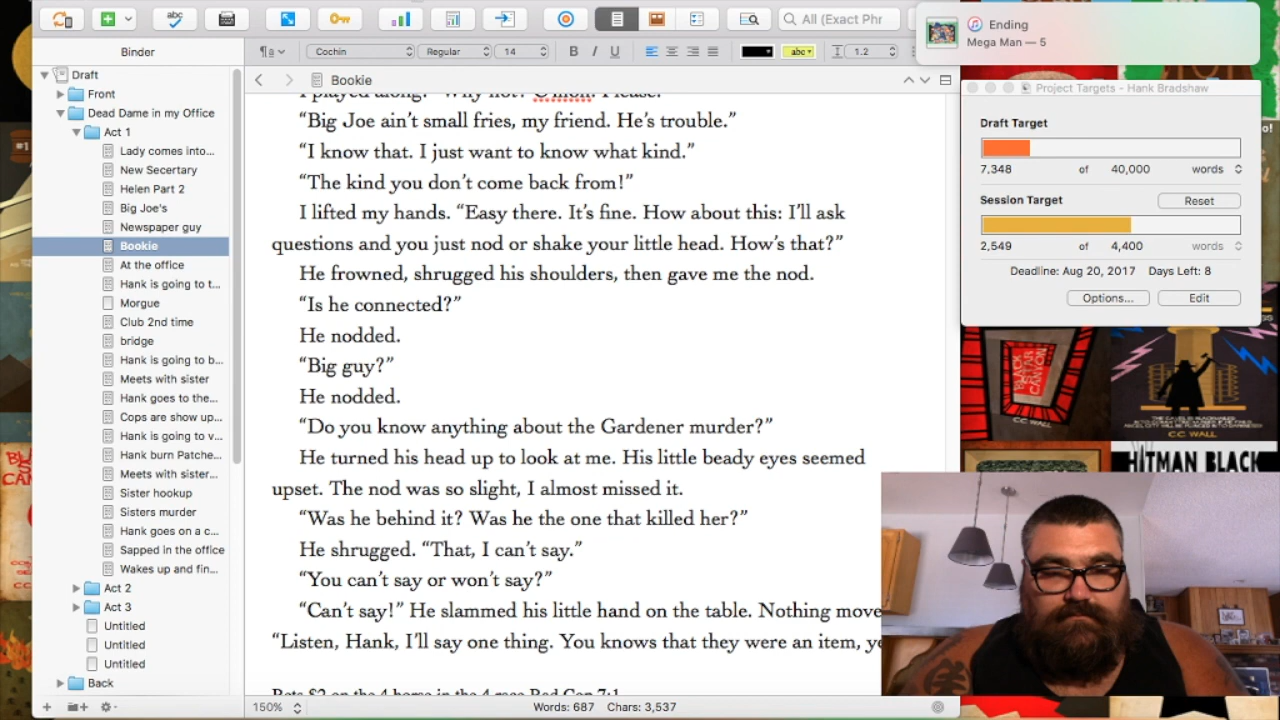 abc
All (Exact Phr
Ending
Mega Man — 5
Binder
Cochin
Regular
14
B I U
abc
1.2
Draft
Front
Dead Dame in my Office
Act 1
Lady comes into...
New Secertary
Helen Part 2
Big Joe's
Newspaper guy
Bookie
At the office
Hank is going to t...
Morgue
Club 2nd time
bridge
Hank is going to b...
Meets with sister
Hank goes to the...
Cops are show up...
Hank is going to v...
Hank burn Patche...
Meets with sister...
Sister hookup
Sisters murder
Hank goes on a c...
Sapped in the office
Wakes up and fin...
Act 2
Act 3
Untitled
Untitled
Untitled
Back
Bookie
“Big Joe ain’t small fries, my friend. He’s trouble.”
“I know that. I just want to know what kind.”
“The kind you don’t come back from!”
I lifted my hands. “Easy there. It’s fine. How about this: I’ll ask
questions and you just nod or shake your little head. How’s that?”
He frowned, shrugged his shoulders, then gave me the nod.
“Is he connected?”
He nodded.
“Big guy?”
He nodded.
“Do you know anything about the Gardener murder?”
He turned his head up to look at me. His little beady eyes seemed
upset. The nod was so slight, I almost missed it.
“Was he behind it? Was he the one that killed her?”
He shrugged. “That, I can’t say.”
“You can’t say or won’t say?”
“Can’t say!” He slammed his little hand on the table. Nothing move
“Listen, Hank, I’ll say one thing. You knows that they were an item, ye
150%
Words: 687 Chars: 3,537
Project Targets - Hank Bradshaw
Draft Target
7,348 of 40,000 words
Session Target
Reset
2,549 of 4,400 words
Deadline: Aug 20, 2017 Days Left: 8
Options...
Edit
BLACK STAR CANYON
C.C. WALL
HITMAN BLACK
#1